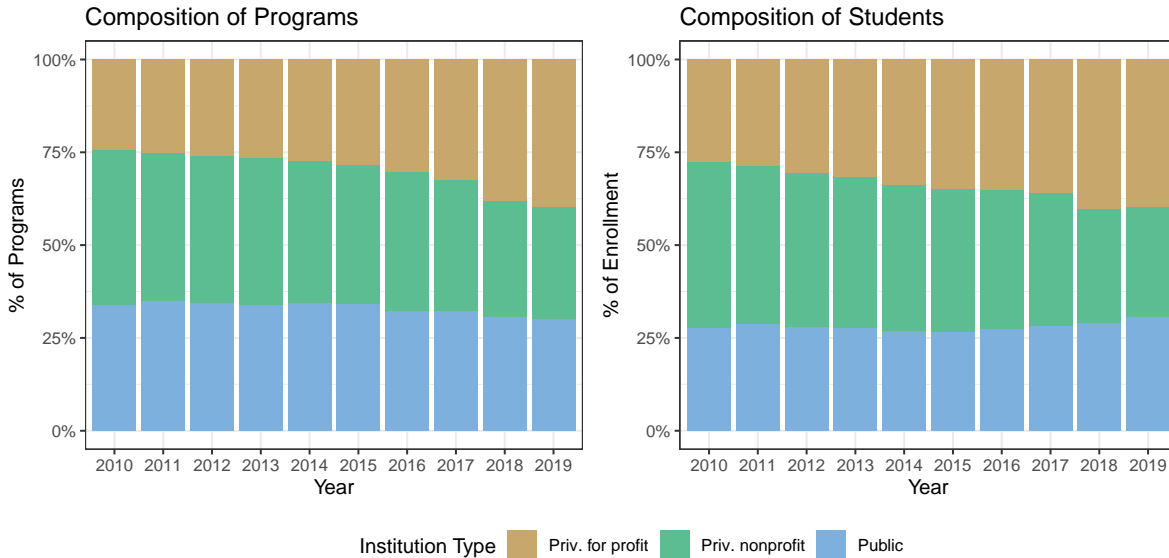 Composition of Programs
% of Programs
100%
75%
50%
25%
0%
2010 2011 2012 2013 2014 2015 2016 2017 2018 2019
Year
Composition of Students
% of Enrollment
100%
75%
50%
25%
0%
2010 2011 2012 2013 2014 2015 2016 2017 2018 2019
Year
Institution Type Priv. for profit Priv. nonprofit Public